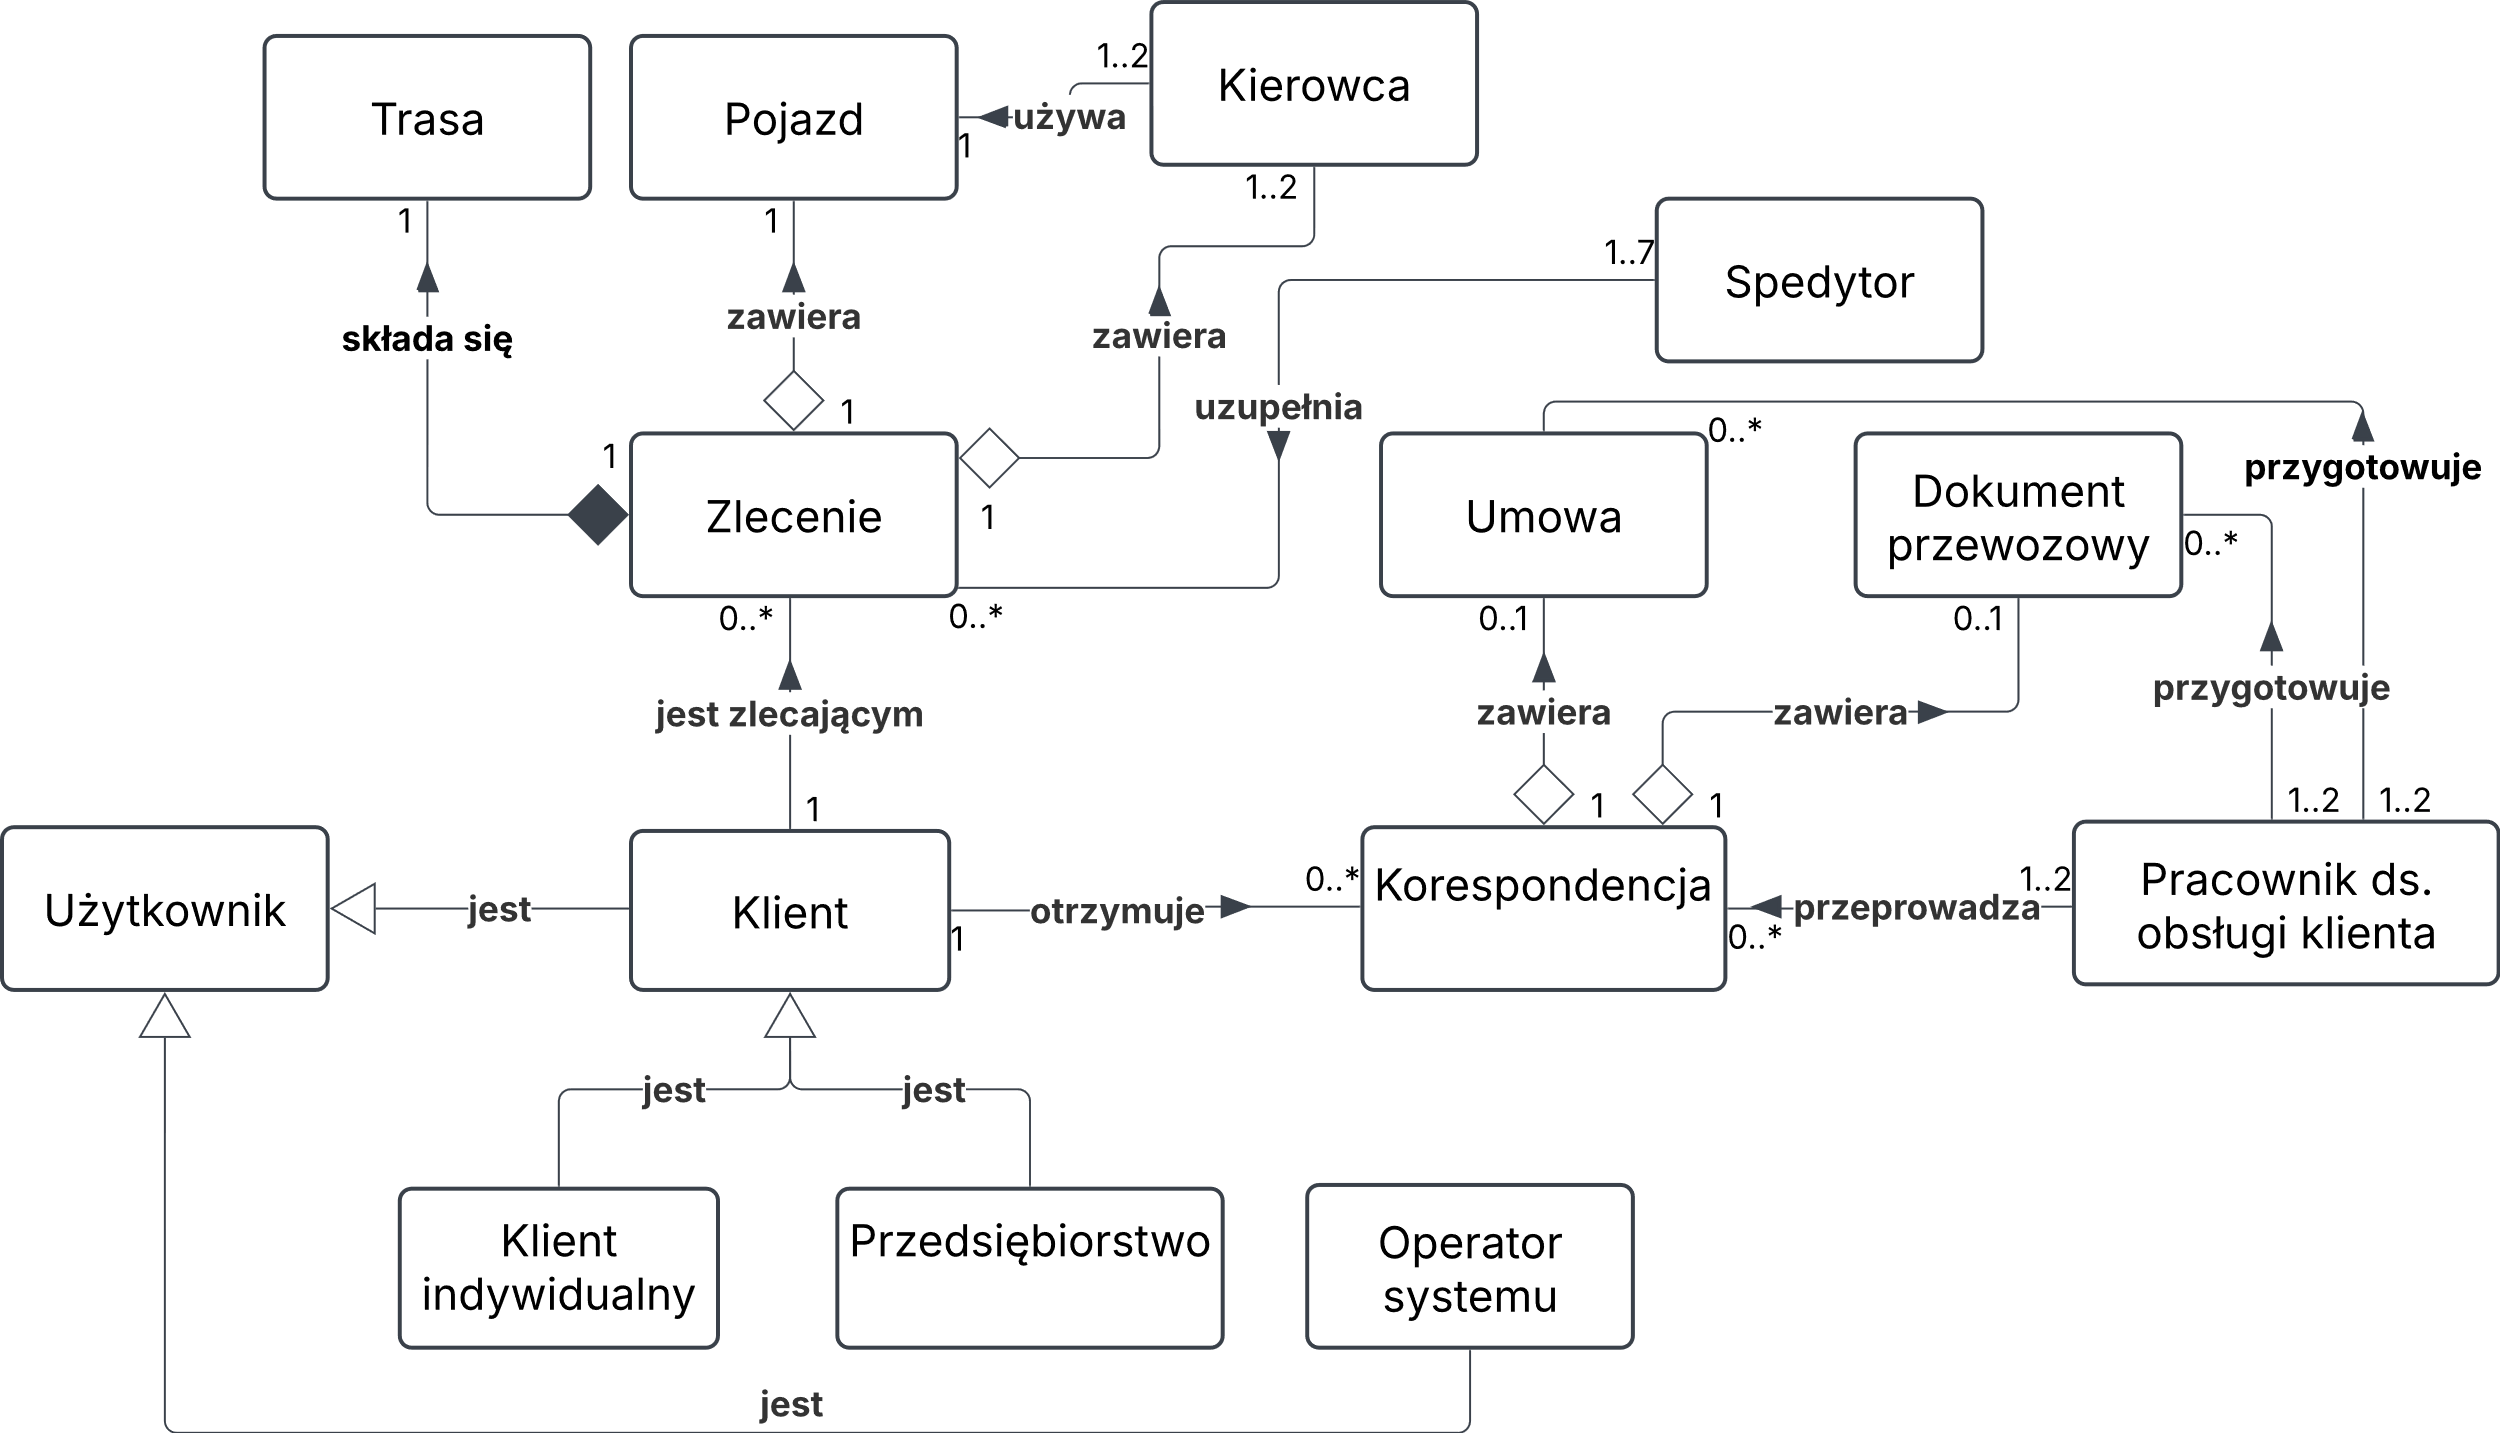 1..2
Kierowca
Trasa
Pojazd
używa
1
1..2
1
1
1..7
Spedytor
zawiera
składa się
zawiera
uzupełnia
1
0..*
1
przygotowuje
Zlecenie
1
Umowa
Dokument
przewozowy
0..*
0..*
0..*
0..1
0..1
przygotowuje
jest zlecającym
zawiera
zawiera
1
1
1
1..2
1..2
Użytkownik
jest
Klient
otrzymuje
1
0..*
Korespondencja
0..*
przeprowadza
1..2
Pracownik ds.
obsługi klienta
jest
jest
Klient
indywidualny
Przedsiębiorstwo
Operator
systemu
jest